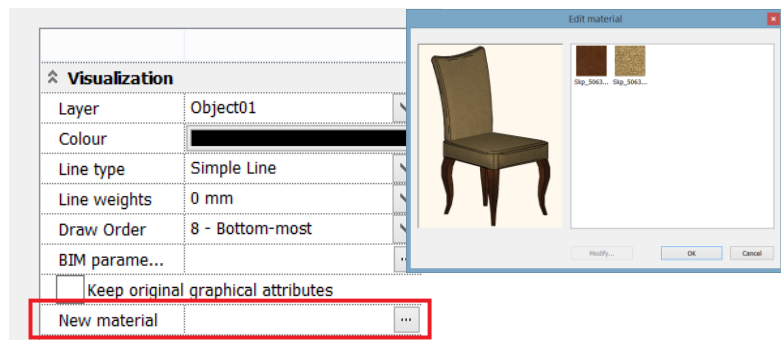 Visualization
Layer Object01
Colour
Line type Simple Line
Line weights 0 mm
Draw Order 8 - Bottom-most
BIM parame... ...
Keep original graphical attributes
New material ...
Edit material
Skp_5063... Skp_5063...
Modify... OK Cancel